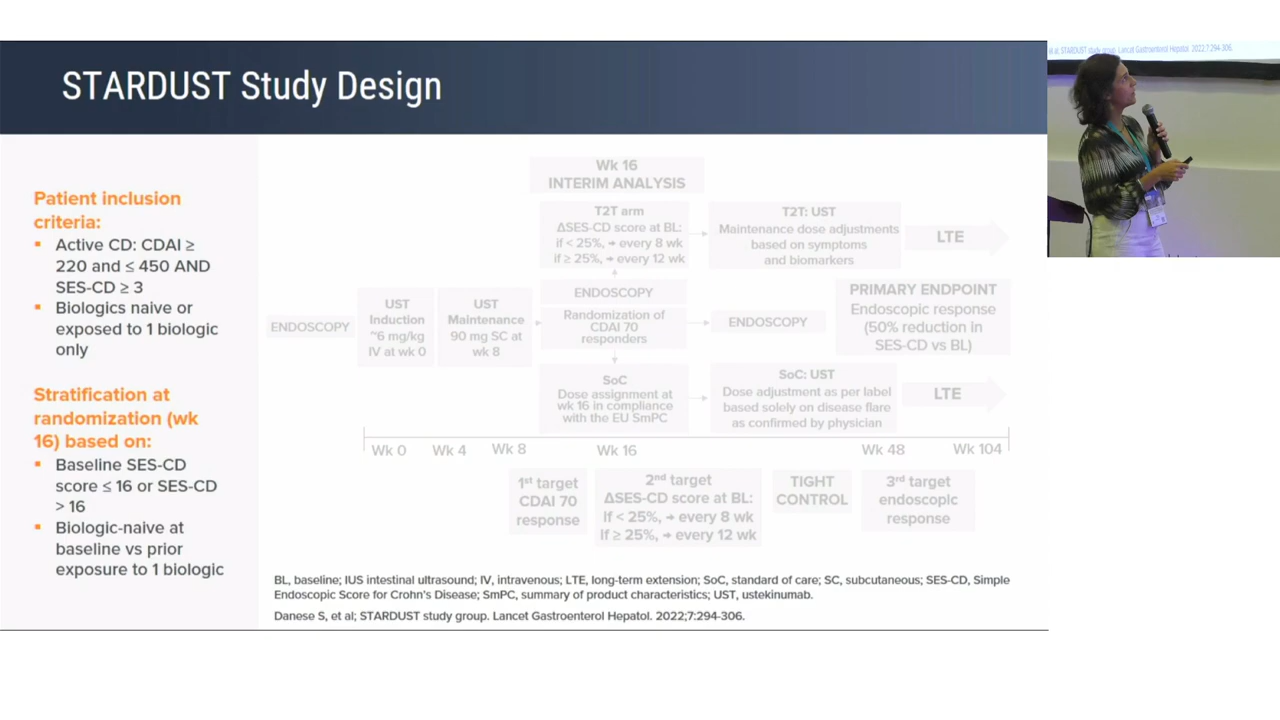 STARDUST Study Design
al; STARDUST study group. Lancet Gastroenterol Hepatol. 2022;7:294-306.
Patient inclusion
criteria:
Active CD: CDAI ≥
220 and ≤ 450 AND
SES-CD ≥ 3
Biologics naive or
exposed to 1 biologic
only
Stratification at
randomization (wk
16) based on:
Baseline SES-CD
score ≤ 16 or SES-CD
> 16
Biologic-naive at
baseline vs prior
exposure to 1 biologic
Wk 16
INTERIM ANALYSIS
T2T arm
ΔSES-CD score at BL:
if < 25%, → every 8 wk
if ≥ 25%, → every 12 wk
T2T: UST
Maintenance dose adjustments
based on symptoms
and biomarkers
LTE
ENDOSCOPY
UST
Induction
~6 mg/kg
IV at wk 0
UST
Maintenance
90 mg SC at
wk 8
ENDOSCOPY
Randomization of
CDAI 70
responders
ENDOSCOPY
PRIMARY ENDPOINT
Endoscopic response
(50% reduction in
SES-CD vs BL)
SoC
Dose assignment at
wk 16 in compliance
with the EU SmPC
SoC: UST
Dose adjustment as per label
based solely on disease flare
as confirmed by physician
LTE
Wk 0 Wk 4 Wk 8 Wk 16 Wk 48 Wk 104
1st target
CDAI 70
response
2nd target
ΔSES-CD score at BL:
If < 25%, → every 8 wk
If ≥ 25%, → every 12 wk
TIGHT
CONTROL
3rd target
endoscopic
response
BL, baseline; IUS intestinal ultrasound; IV, intravenous; LTE, long-term extension; SoC, standard of care; SC, subcutaneous; SES-CD, Simple
Endoscopic Score for Crohn's Disease; SmPC, summary of product characteristics; UST, ustekinumab.
Danese S, et al; STARDUST study group. Lancet Gastroenterol Hepatol. 2022;7:294-306.